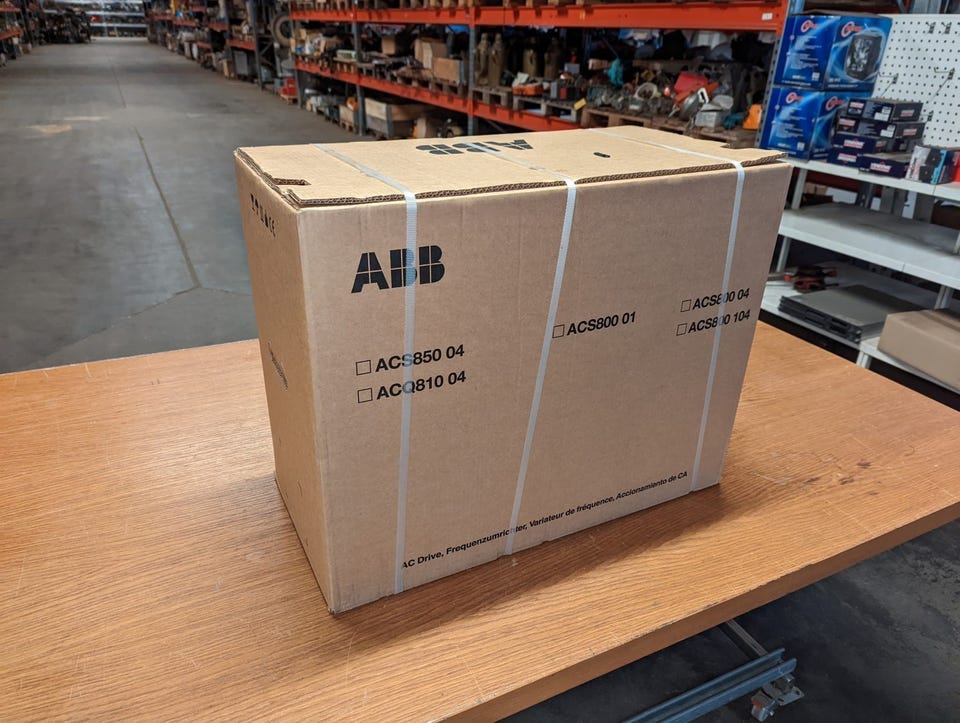 ABB
ABB
ACS850 04
ACQ810 04
ACS800 01
ACS800 04
ACS800 104
AC Drive, Frequenzumrichter, Variateur de fréquence, Accionamiento de CA